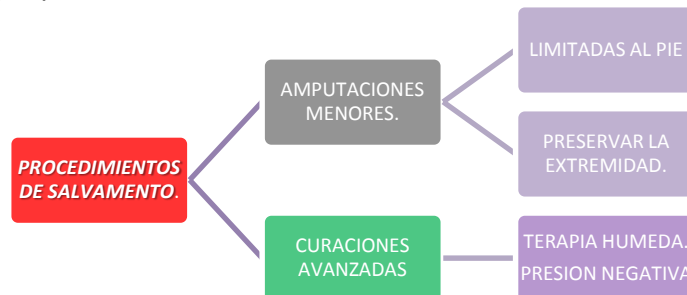 LIMITADAS AL PIE
AMPUTACIONES
MENORES.
PRESERVAR LA
EXTREMIDAD.
PROCEDIMIENTOS
DE SALVAMENTO.
CURACIONES
AVANZADAS
TERAPIA HUMEDA.
PRESION NEGATIVA